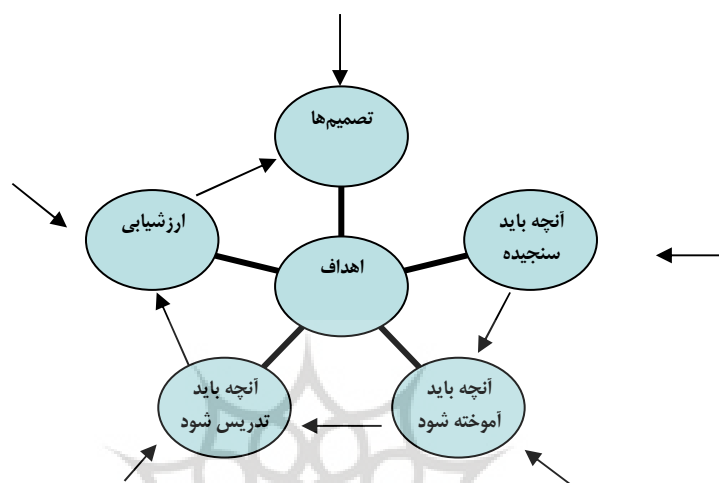 تصمیم‌ها
ارزشیابی
آنچه باید
سنجیده
اهداف
آنچه باید
تدریس شود
آنچه باید
آموخته شود